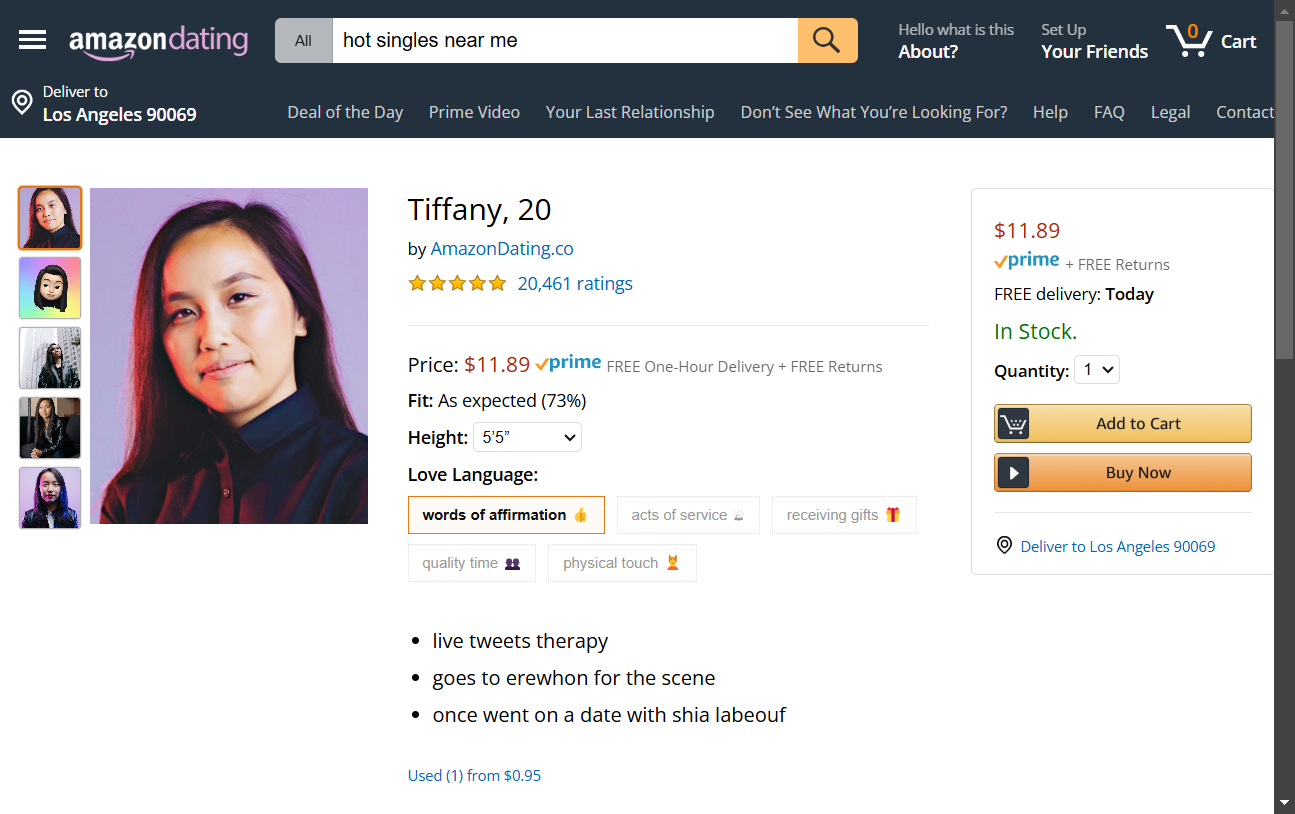 amazondating
All
hot singles near me
Hello what is this
About?
Set Up
Your Friends
0
Cart
Deliver to
Los Angeles 90069
Deal of the Day
Prime Video
Your Last Relationship
Don't See What You're Looking For?
Help
FAQ
Legal
Contact
Tiffany, 20
by AmazonDating.co
20,461 ratings
Price: $11.89 prime FREE One-Hour Delivery + FREE Returns
Fit: As expected (73%)
Height: 5'5”
Love Language:
words of affirmation 👍
acts of service
receiving gifts 🎁
quality time 👥
physical touch 💆
• live tweets therapy
• goes to erewhon for the scene
• once went on a date with shia labeouf
Used (1) from $0.95
$11.89
prime + FREE Returns
FREE delivery: Today
In Stock.
Quantity: 1
Add to Cart
Buy Now
Deliver to Los Angeles 90069